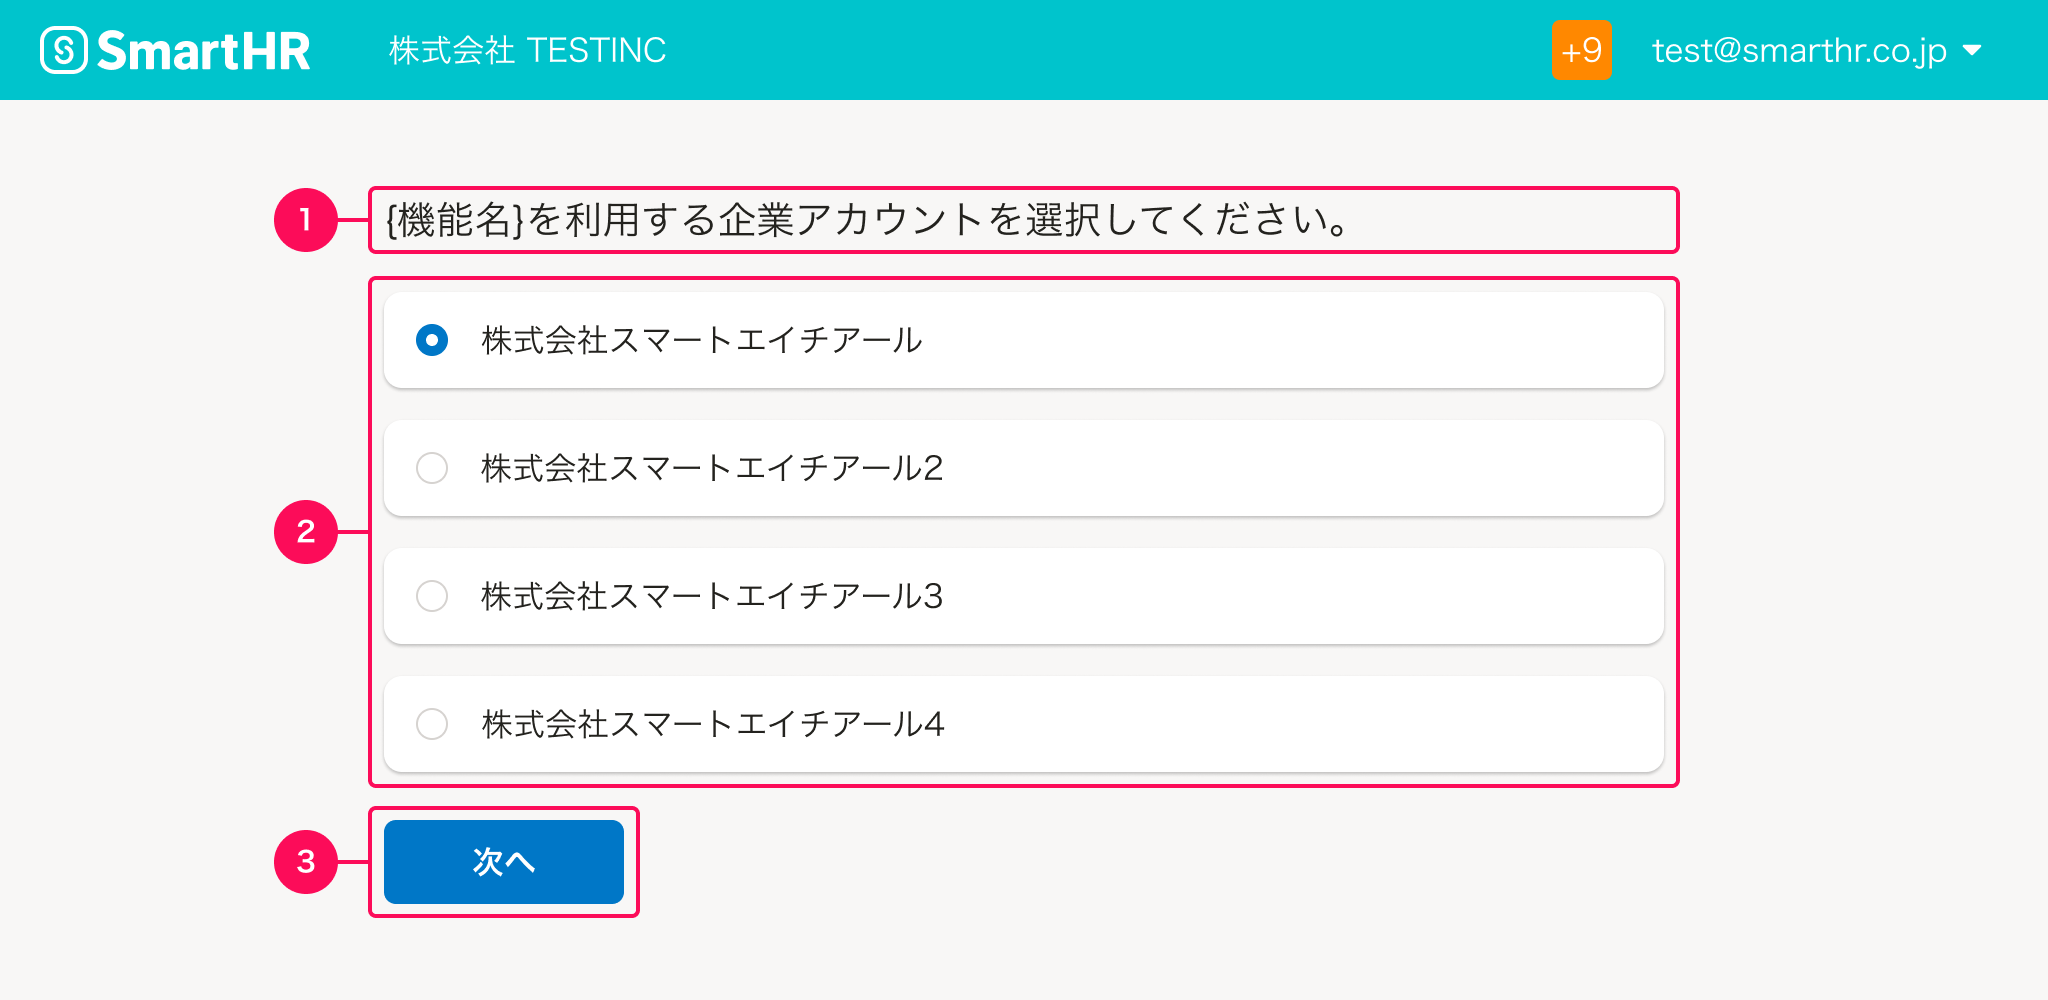 SmartHR 株式会社 TESTINC +9 test@smarthr.co.jp
1 {機能名}を利用する企業アカウントを選択してください。
株式会社スマートエイチアール
株式会社スマートエイチアール2
2
株式会社スマートエイチアール3
株式会社スマートエイチアール4
3 次へ